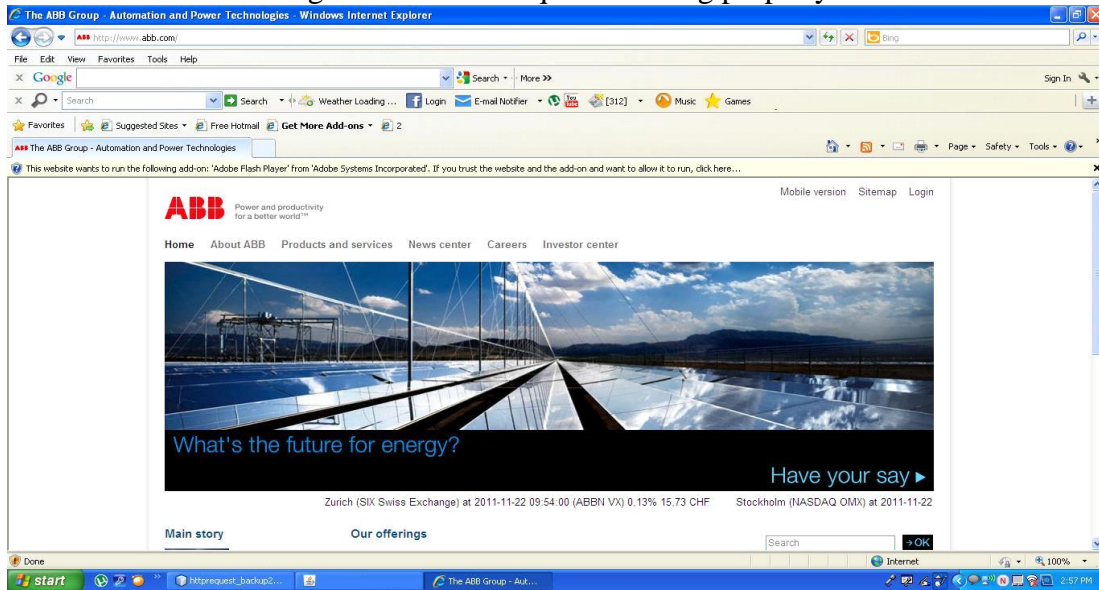 The ABB Group - Automation and Power Technologies - Windows Internet Explorer
ABB http://www.abb.com/
Bing
File Edit View Favorites Tools Help
x Google Search More >> Sign In
x Search Search Weather Loading ... Login E-mail Notifier You Tube [312] Music Games
Favorites Suggested Sites Free Hotmail Get More Add-ons 2
ABB The ABB Group - Automation and Power Technologies Page Safety Tools
This website wants to run the following add-on: 'Adobe Flash Player' from 'Adobe Systems Incorporated'. If you trust the website and the add-on and want to allow it to run, click here...
Mobile version Sitemap Login
ABB Power and productivity
for a better world™
Home About ABB Products and services News center Careers Investor center
What's the future for energy?
Have your say
Zurich (SIX Swiss Exchange) at 2011-11-22 09:54:00 (ABBN VX) 0,13% 15,73 CHF Stockholm (NASDAQ OMX) at 2011-11-22
Main story Our offerings
Search OK
Done Internet 100%
start httprequest_backup2... The ABB Group - Aut... 2:57 PM